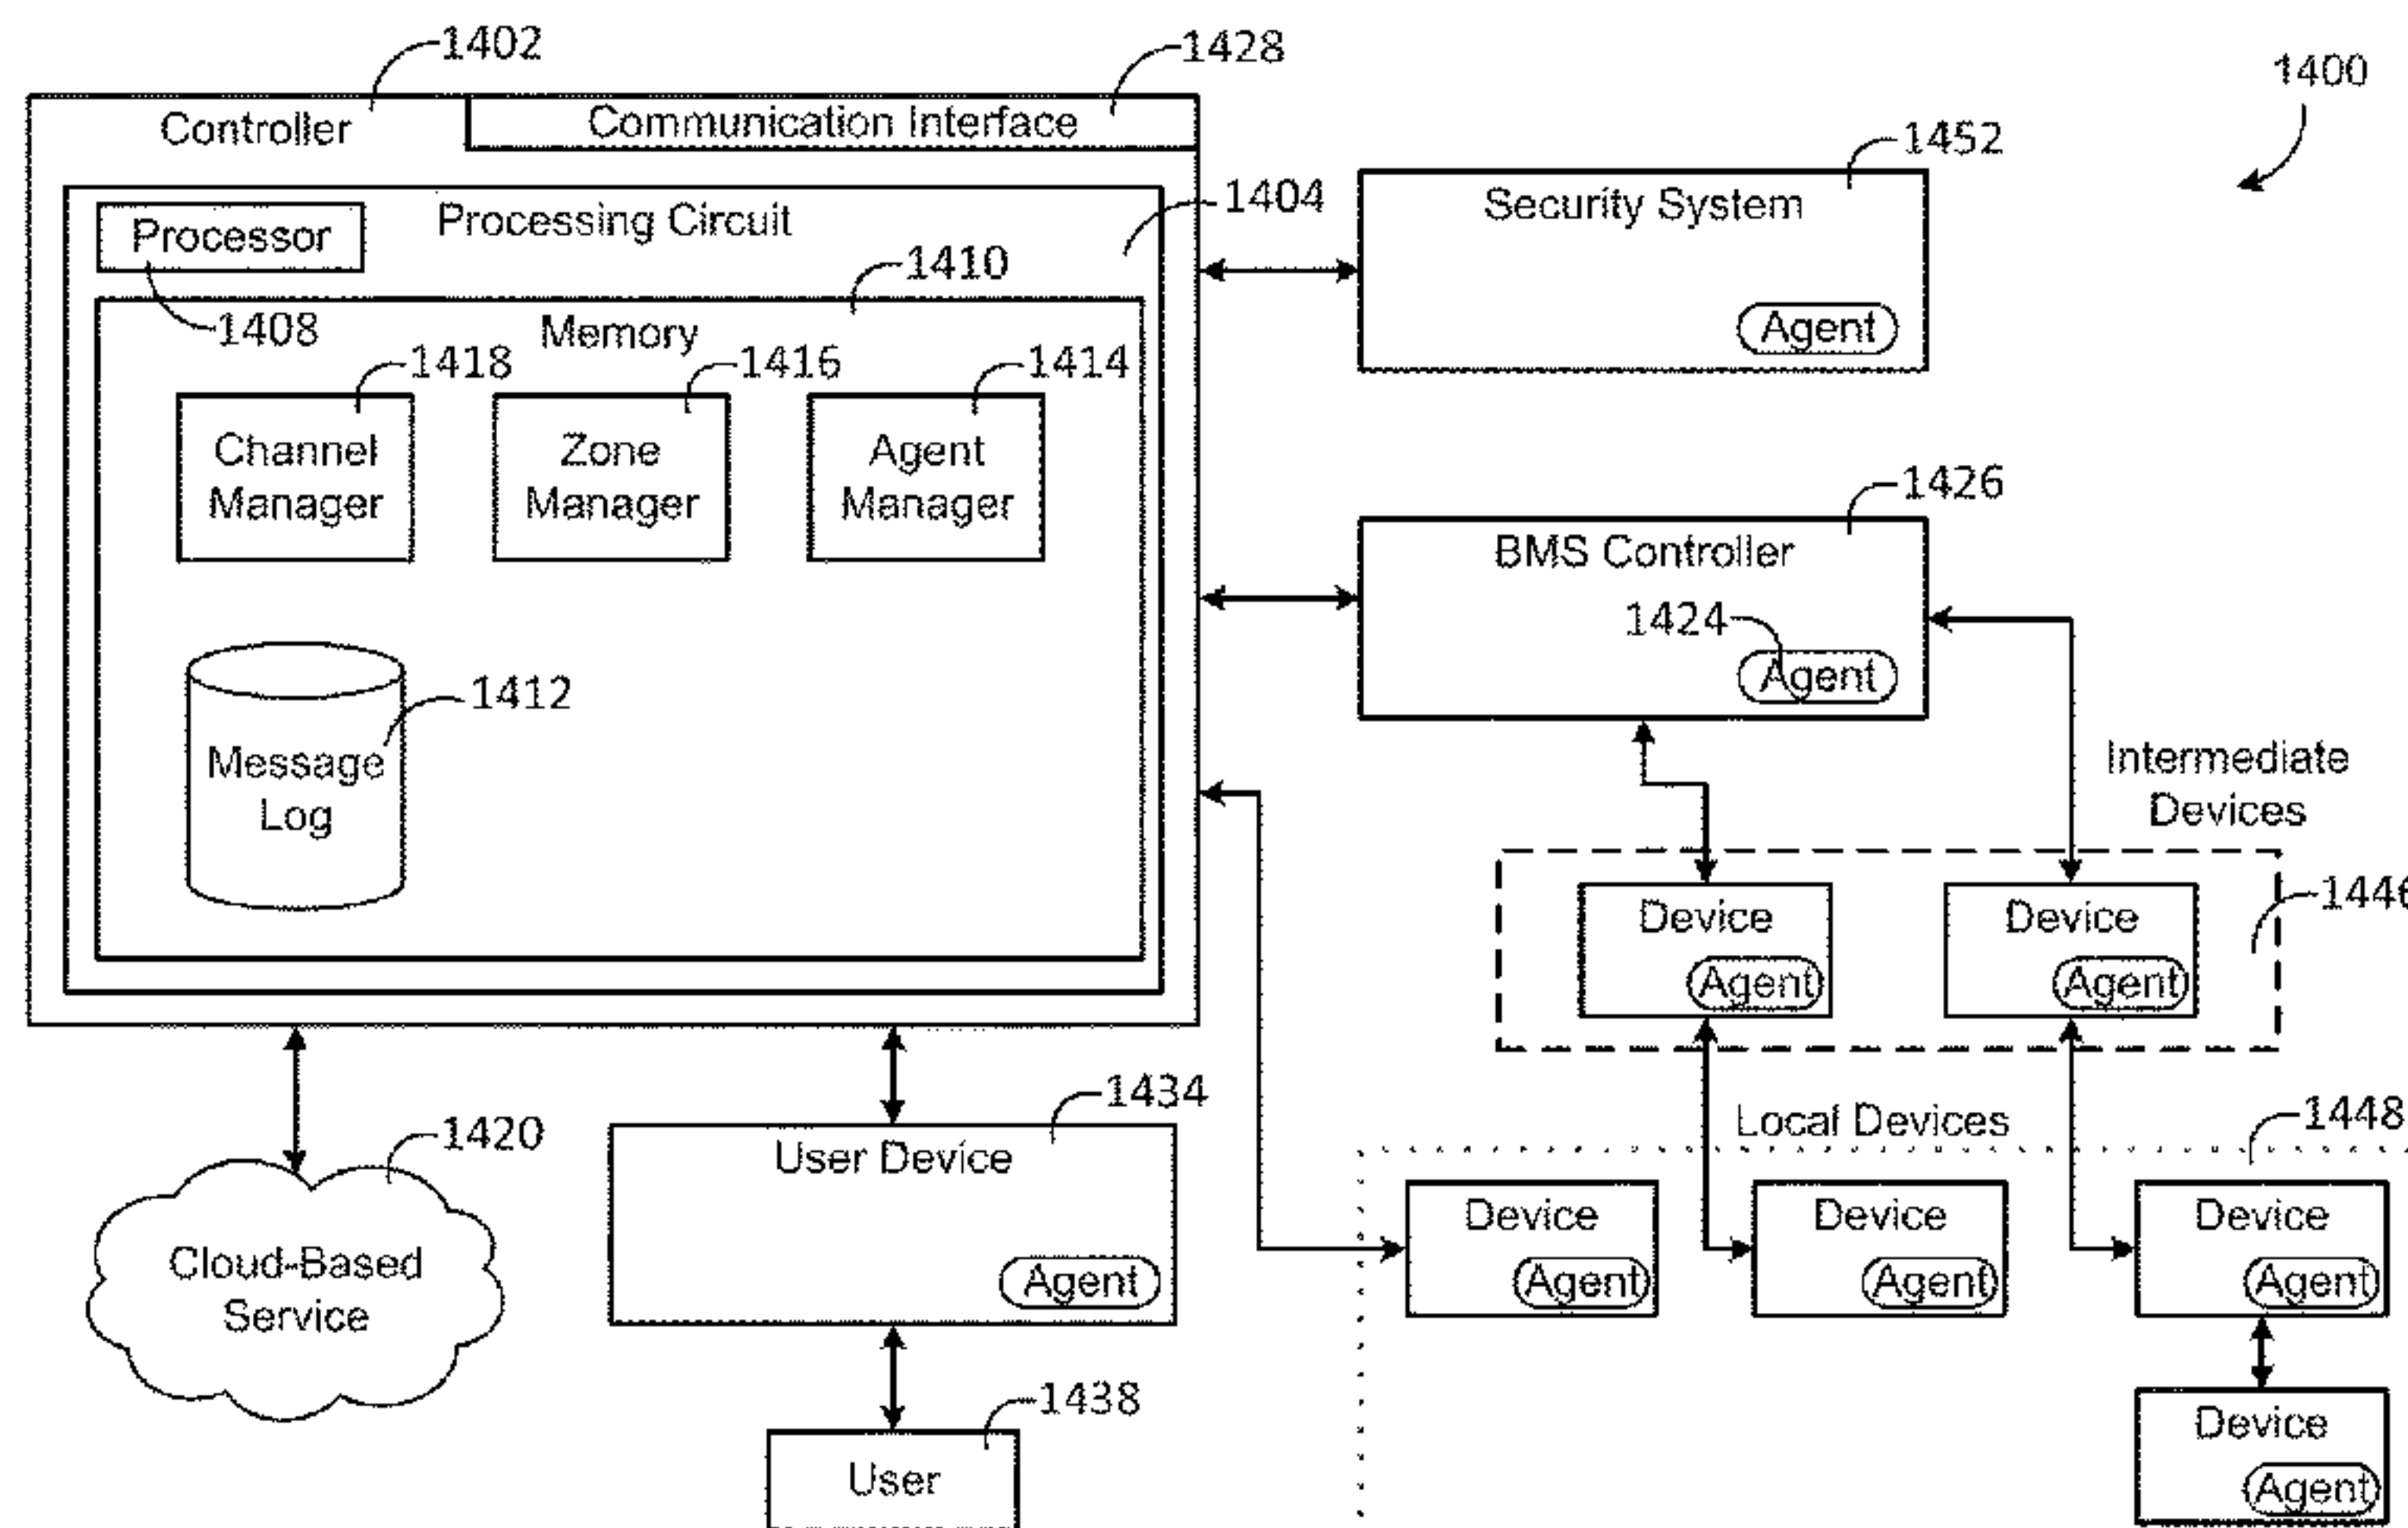 1402
1428
1400
Controller
Communication Interface
1452
Security System
Agent
Processing Circuit
1404
Processor
1408
1410
Memory
1418
1416
1414
Channel
Manager
Zone
Manager
Agent
Manager
1426
BMS Controller
1424
Agent
1412
Message
Log
Intermediate
Devices
1446
Device
Agent
Device
Agent
1420
Cloud-Based
Service
1434
User Device
Agent
1438
User
Local Devices
1448
Device
Agent
Device
Agent
Device
Agent
Device
Agent